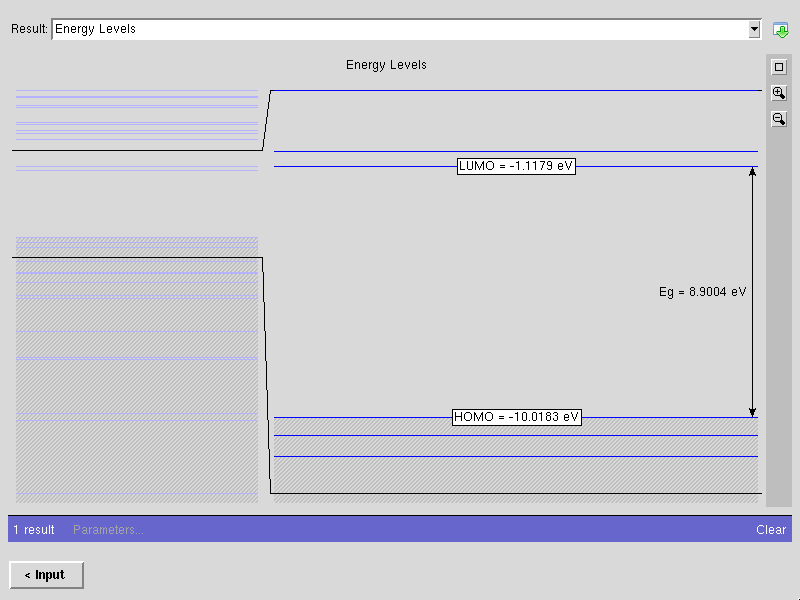 Result: Energy Levels
Energy Levels
LUMO = -1.1179 eV
Eg = 8.9004 eV
HOMO = -10.0183 eV
1 result Parameters... Clear
< Input